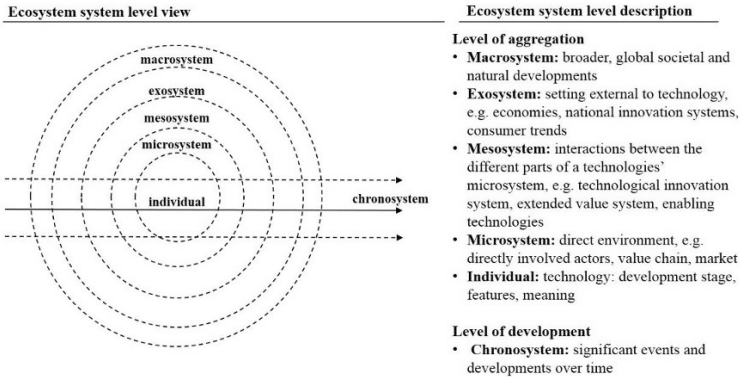 Ecosystem system level view
macrosystem
exosystem
mesosystem
microsystem
individual
chronosystem
Ecosystem system level description
Level of aggregation
• Macrosystem: broader, global societal and
natural developments
• Exosystem: setting external to technology,
e.g. economies, national innovation systems,
consumer trends
• Mesosystem: interactions between the
different parts of a technologies'
microsystem, e.g. technological innovation
system, extended value system, enabling
technologies
• Microsystem: direct environment, e.g.
directly involved actors, value chain, market
• Individual: technology: development stage,
features, meaning
Level of development
• Chronosystem: significant events and
developments over time